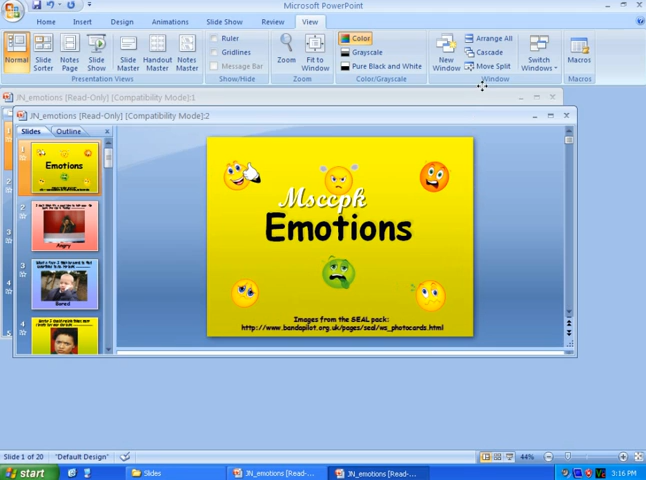 Microsoft PowerPoint
Home Insert Design Animations Slide Show Review View
Normal
Slide Sorter
Notes Page
Slide Show
Slide Master
Handout Master
Notes Master
Presentation Views
Ruler
Gridlines
Message Bar
Show/Hide
Zoom
Fit to Window
Zoom
Color
Grayscale
Pure Black and White
Color/Grayscale
New Window
Arrange All
Cascade
Move Split
Switch Windows
Window
Macros
Macros
JN_emotions [Read-Only] [Compatibility Mode]:1
JN_emotions [Read-Only] [Compatibility Mode]:2
Slides Outline
1
Emotions
2
Angry
3
Bored
4
Msccpk
Emotions
Images from the SEAL pack:
http://www.bandapilot.org.uk/pages/seal/ws_photocards.html
Slide 1 of 20 "Default Design" 44%
start Slides JN_emotions [Read-... JN_emotions [Read-... 3:16 PM